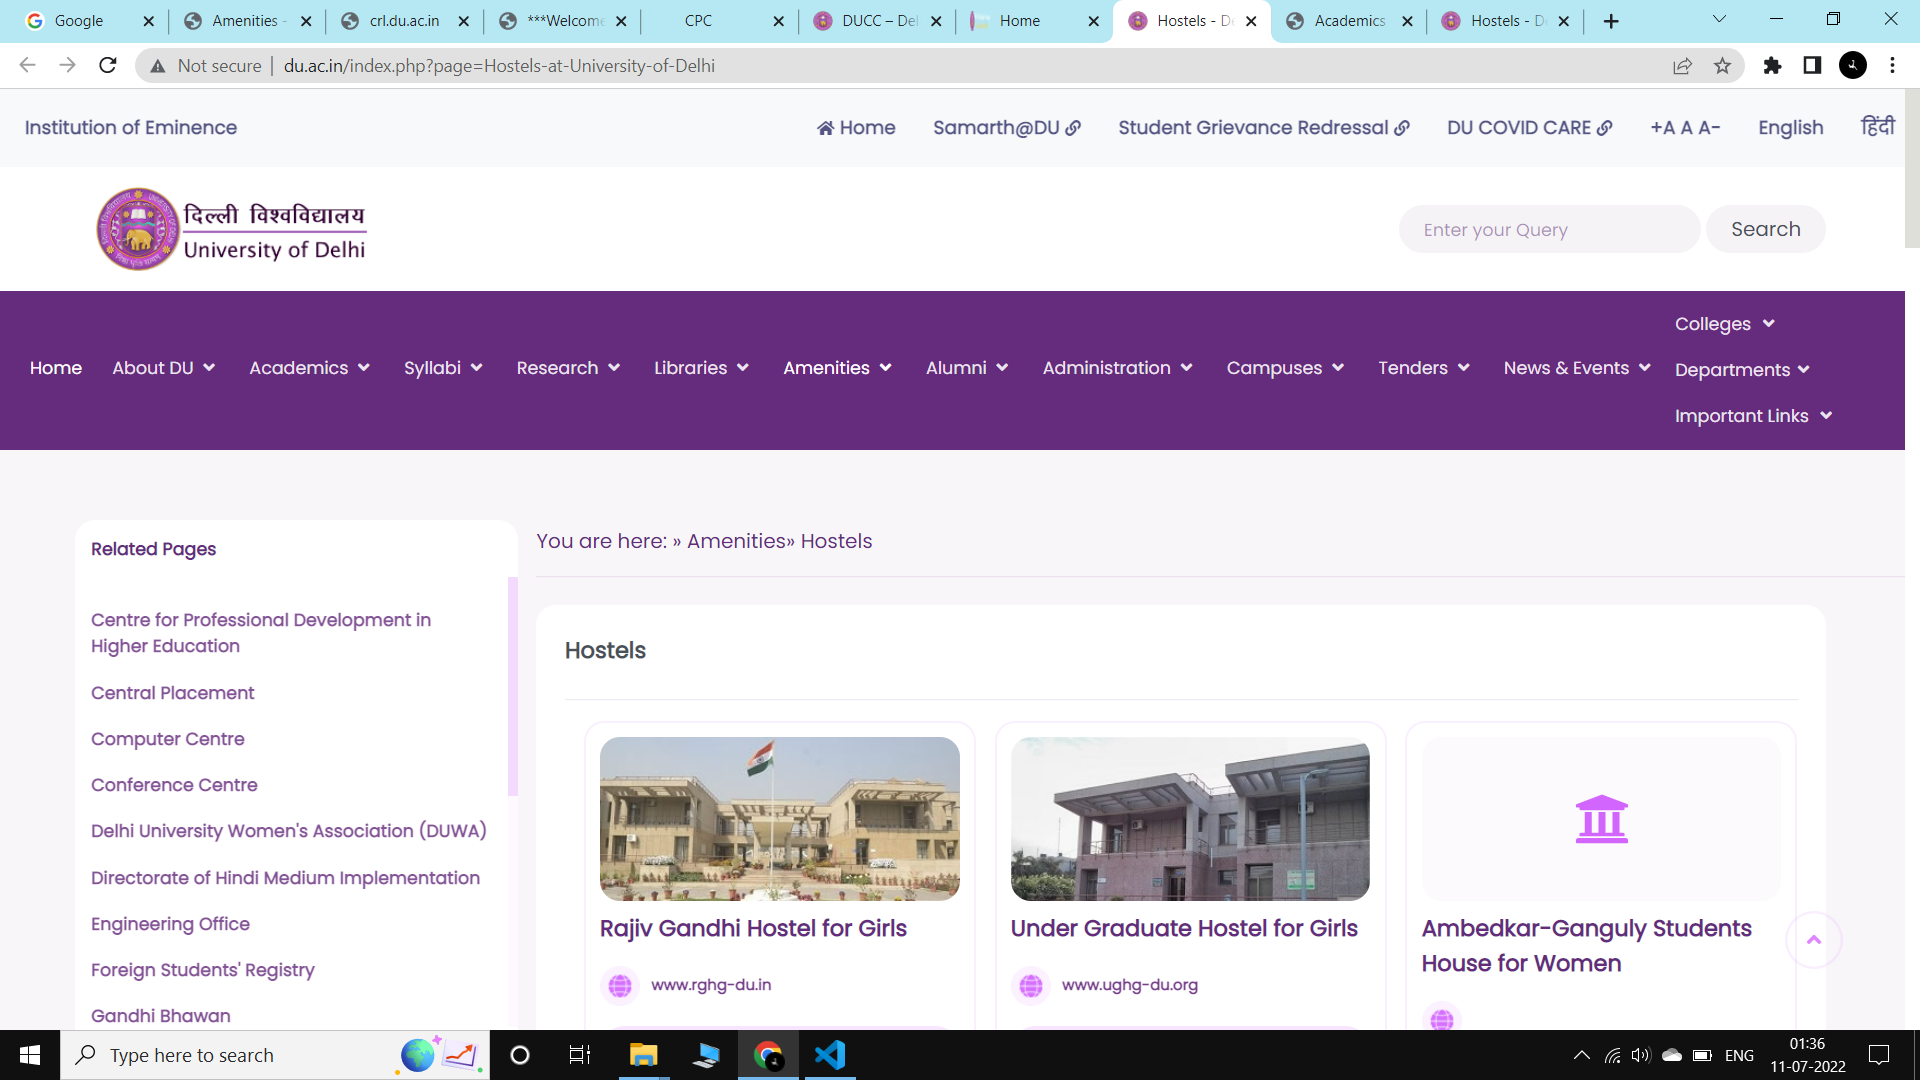 Google
Amenities -
crl.du.ac.in
***Welcome
CPC
DUCC – Del
Home
Hostels - De
Academics
Hostels - De
Not secure
du.ac.in/index.php?page=Hostels-at-University-of-Delhi
Institution of Eminence
Home
Samarth@DU
Student Grievance Redressal
DU COVID CARE
+A A A-
English
हिंदी
दिल्ली विश्वविद्यालय
University of Delhi
Enter your Query
Search
Home
About DU
Academics
Syllabi
Research
Libraries
Amenities
Alumni
Administration
Campuses
Tenders
News & Events
Colleges
Departments
Important Links
Related Pages
Centre for Professional Development in
Higher Education
Central Placement
Computer Centre
Conference Centre
Delhi University Women's Association (DUWA)
Directorate of Hindi Medium Implementation
Engineering Office
Foreign Students' Registry
Gandhi Bhawan
You are here: » Amenities» Hostels
Hostels
Rajiv Gandhi Hostel for Girls
www.rghg-du.in
Under Graduate Hostel for Girls
www.ughg-du.org
Ambedkar-Ganguly Students
House for Women
Type here to search
ENG
01:36
11-07-2022